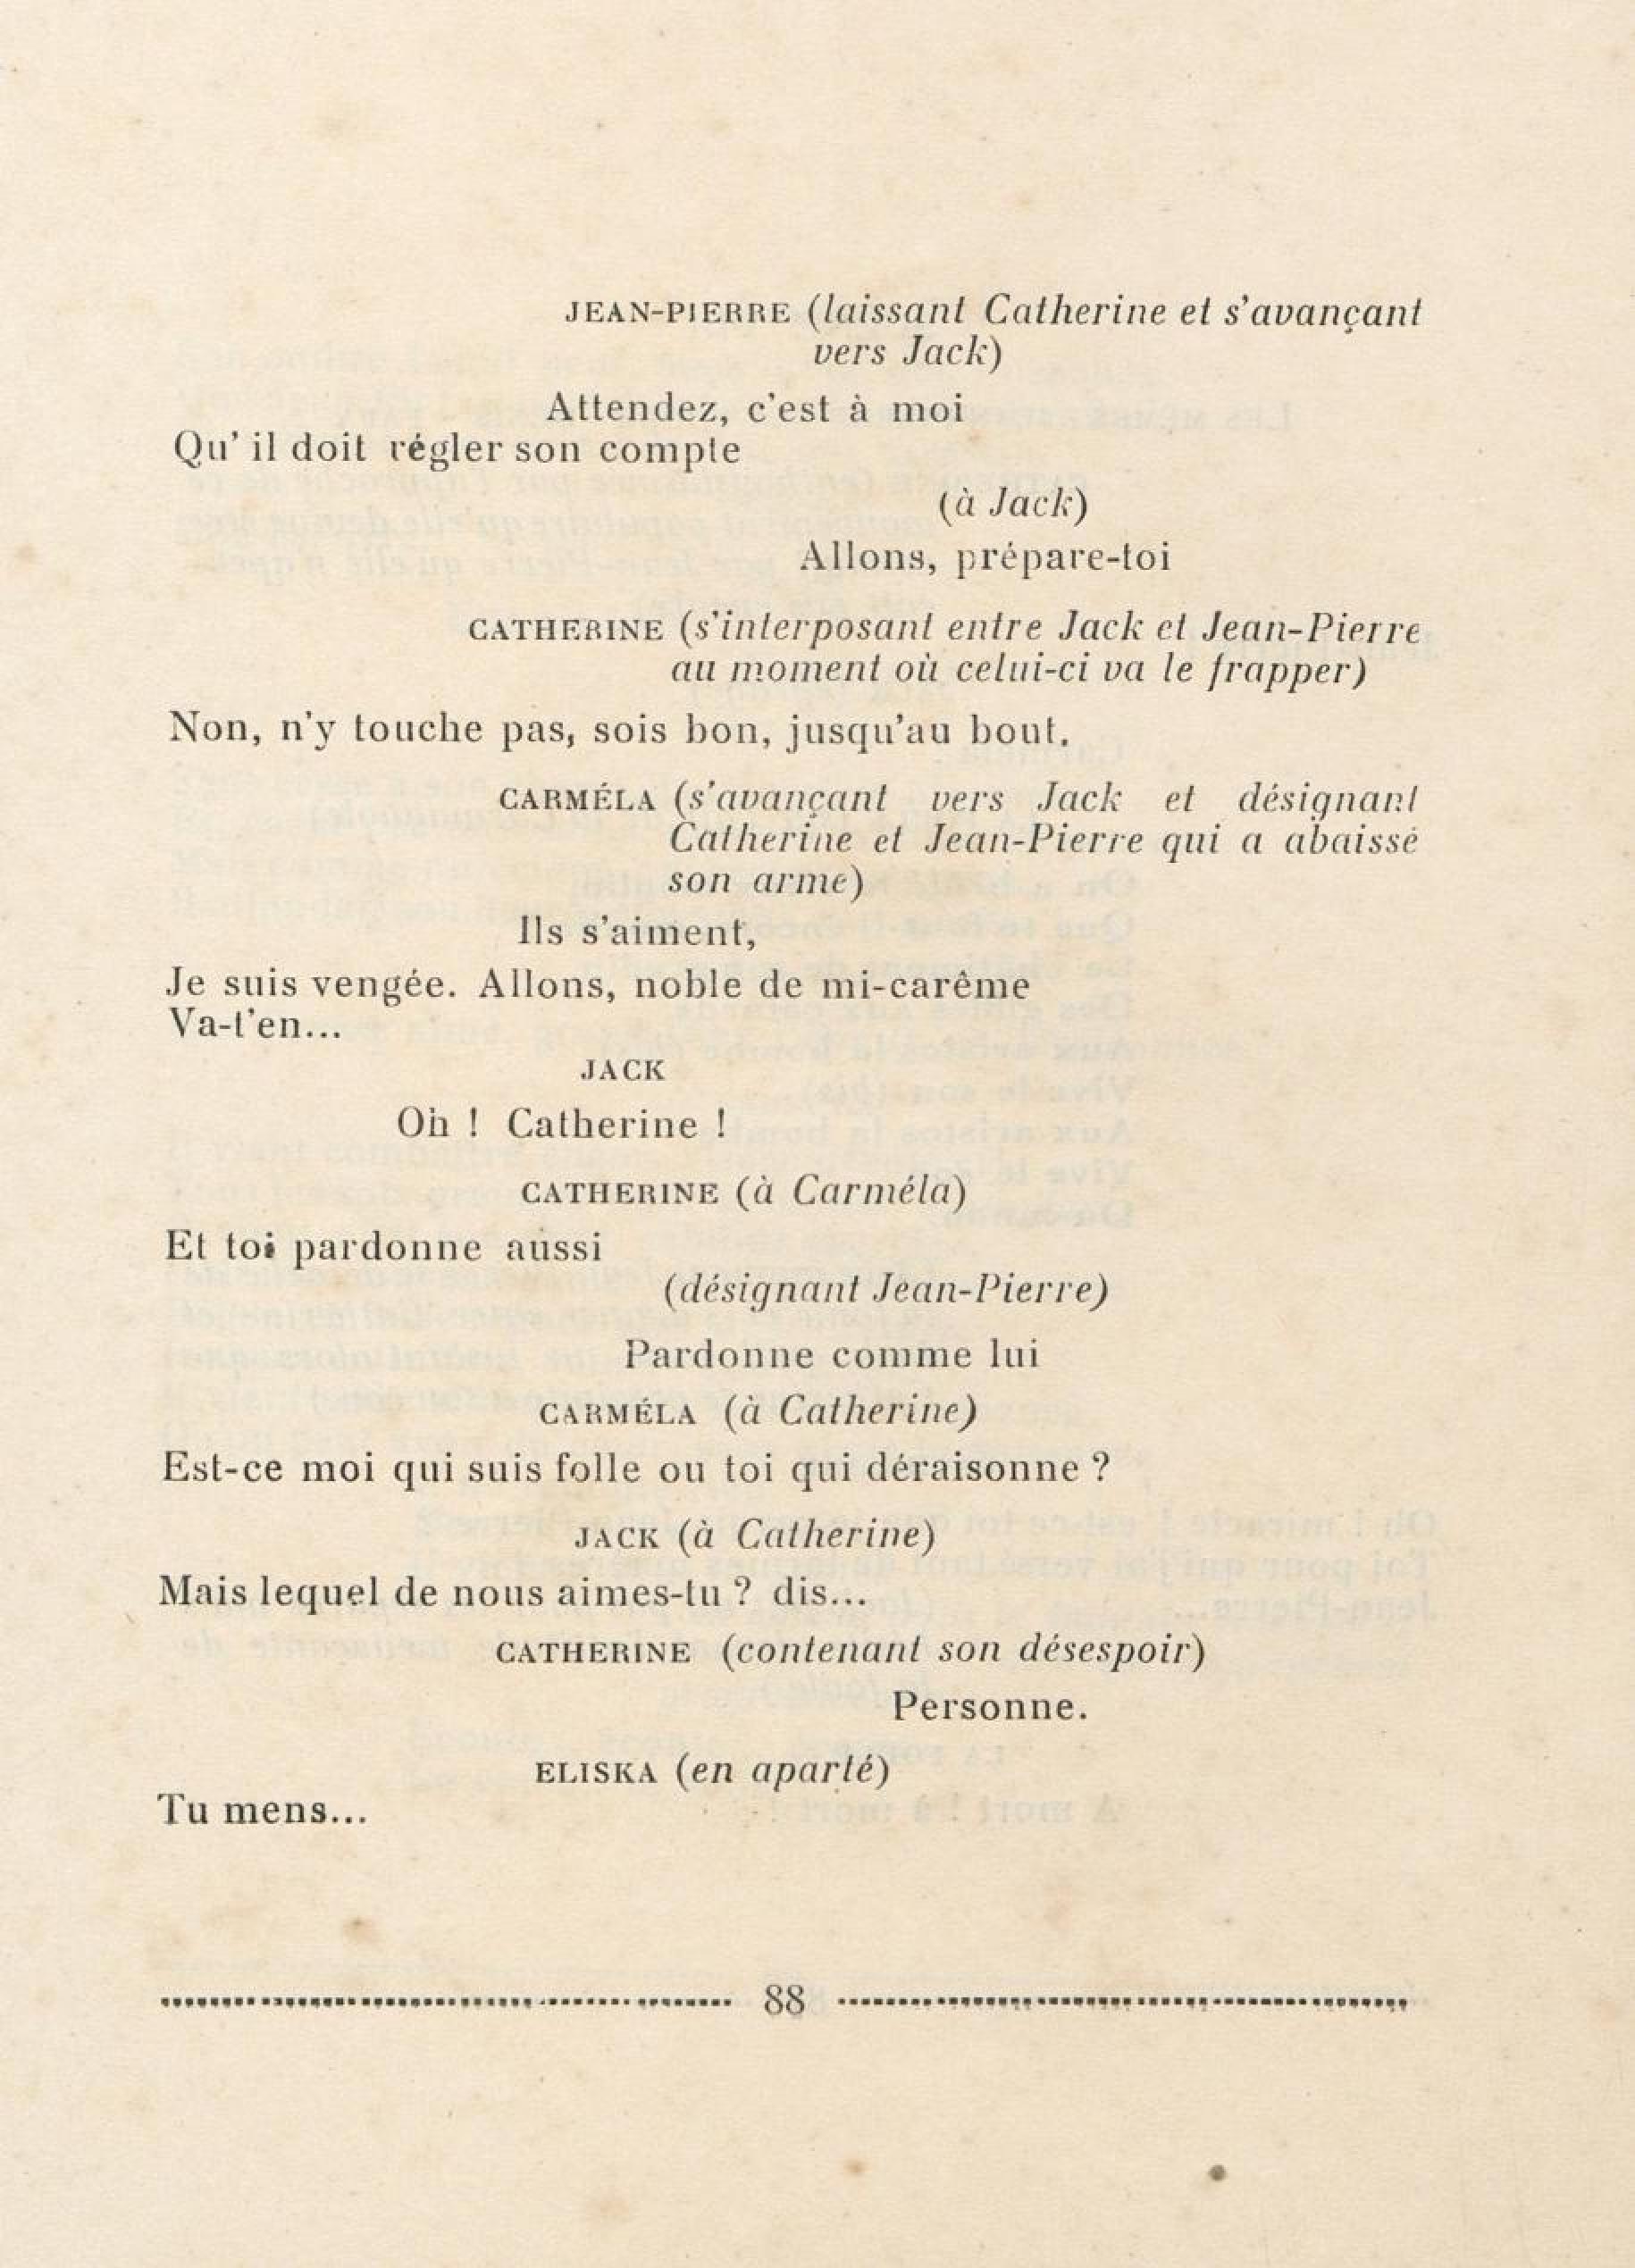 JEAN-PIERRE (laissant Catherine et s'avançant
vers Jack)
Attendez, c'est à moi
Qu' il doit régler son compte
(à Jack)
Allons, prépare-toi
CATHERINE (s'interposant entre Jack et Jean-Pierre
au moment où celui-ci va le frapper)
Non, n'y touche pas, sois bon, jusqu'au bout.
CARMÉLA (s'avançant vers Jack et désignant
Catherine et Jean-Pierre qui a abaissé
son arme)
Ils s'aiment,
Je suis vengée. Allons, noble de mi-carême
Va-t'en...
JACK
Oh ! Catherine !
CATHERINE (à Carméla)
Et toi pardonne aussi
(désignant Jean-Pierre)
Pardonne comme lui
CARMÉLA (à Catherine)
Est-ce moi qui suis folle ou toi qui déraisonne ?
JACK (à Catherine)
Mais lequel de nous aimes-tu ? dis...
CATHERINE (contenant son désespoir)
Personne.
ELISKA (en aparté)
Tu mens...
88